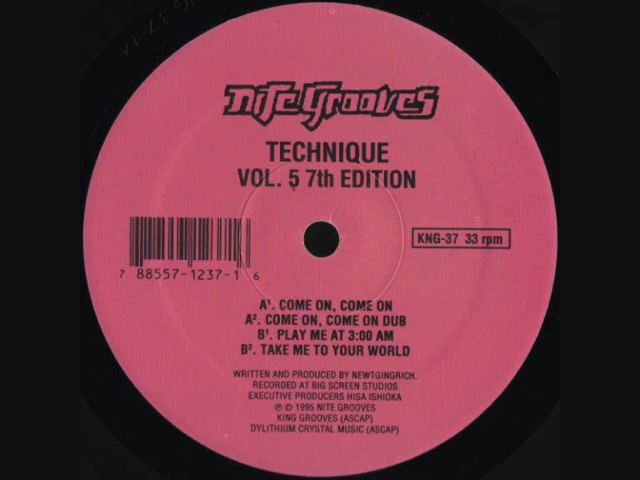 Nite Grooves
TECHNIQUE
VOL. 5 7th EDITION
KNG-37 33 rpm
7 88557-1237-1 6
A¹. COME ON, COME ON
A². COME ON, COME ON DUB
B¹. PLAY ME AT 3:00 AM
B². TAKE ME TO YOUR WORLD
WRITTEN AND PRODUCED BY NEWTGINGRICH.
RECORDED AT BIG SCREEN STUDIOS
EXECUTIVE PRODUCERS HISA ISHIOKA
℗ © 1995 NITE GROOVES
KING GROOVES (ASCAP)
DYLITHIUM CRYSTAL MUSIC (ASCAP)